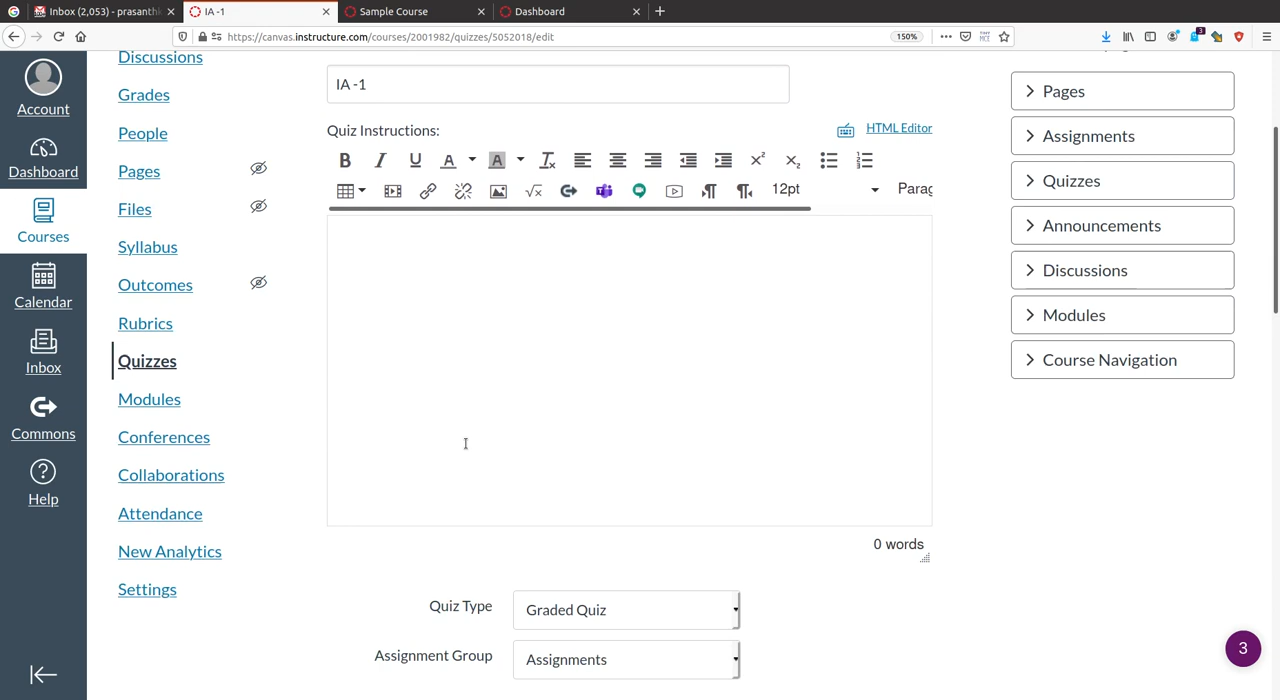 Inbox (2,053) - prasanthk
IA -1
Sample Course
Dashboard
https://canvas.instructure.com/courses/2001982/quizzes/5052018/edit
150%
3
Account
Dashboard
Courses
Calendar
Inbox
Commons
Help
Discussions
Grades
People
Pages
Files
Syllabus
Outcomes
Rubrics
Quizzes
Modules
Conferences
Collaborations
Attendance
New Analytics
Settings
IA -1
Quiz Instructions:
HTML Editor
12pt
Parag
0 words
Quiz Type
Graded Quiz
Assignment Group
Assignments
Pages
Assignments
Quizzes
Announcements
Discussions
Modules
Course Navigation
3